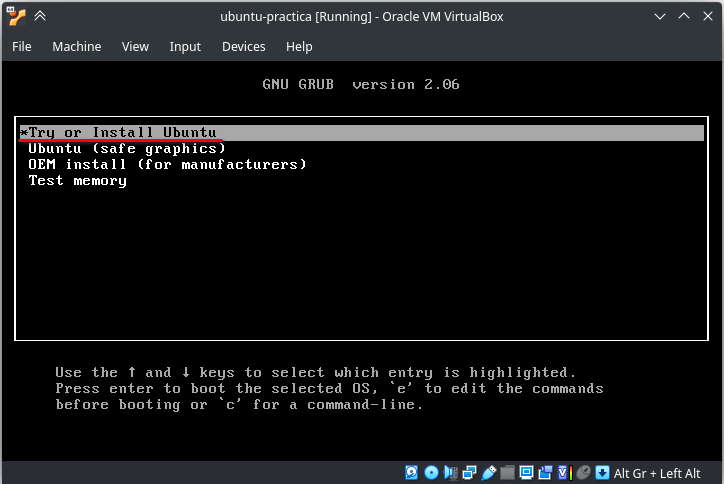 ubuntu-practica [Running] - Oracle VM VirtualBox
File Machine View Input Devices Help
GNU GRUB version 2.06
*Try or Install Ubuntu
Ubuntu (safe graphics)
OEM install (for manufacturers)
Test memory
Use the ↑ and ↓ keys to select which entry is highlighted.
Press enter to boot the selected OS, `e' to edit the commands
before booting or `c' for a command-line.
Alt Gr + Left Alt